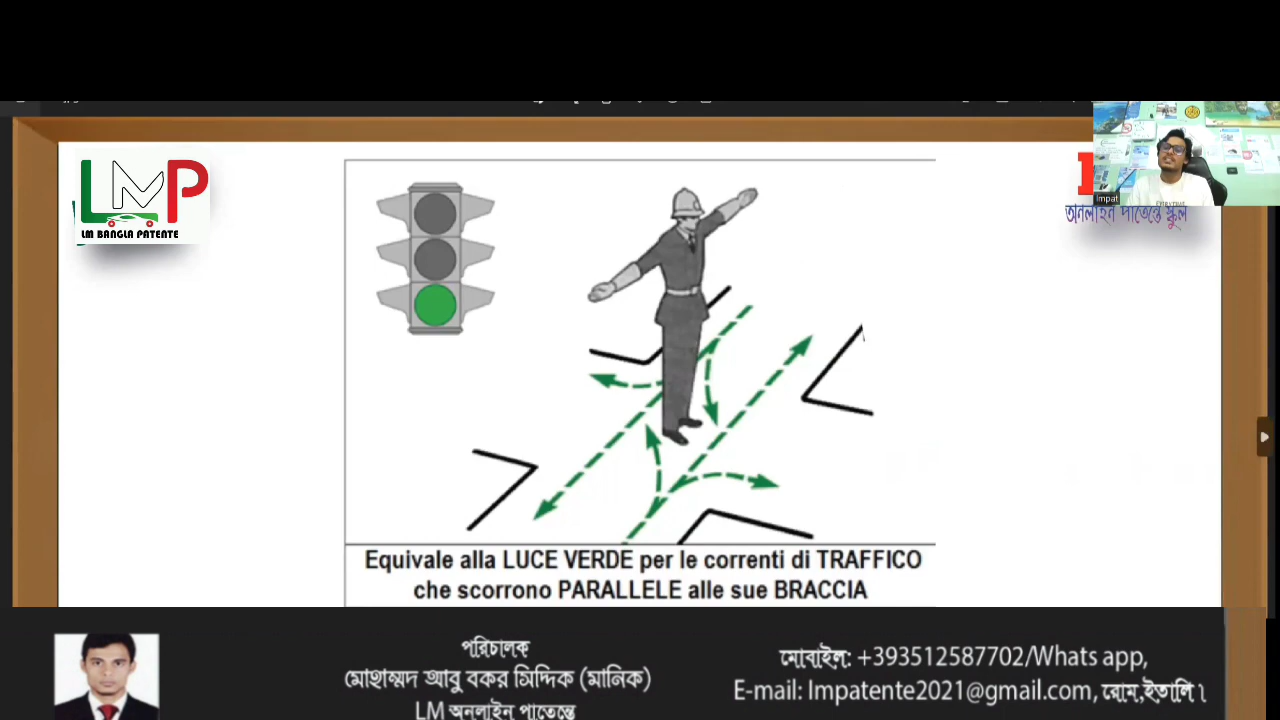 LMP
LM BANGLA PATENTE
lmpat
অনলাইন পাতেন্তে স্কুল
Equivale alla LUCE VERDE per le correnti di TRAFFICO
che scorrono PARALLELE alle sue BRACCIA
পরিচালক
মোহাম্মদ আবু বকর সিদ্দিক (মানিক)
LM অনলাইন পাতেন্তে
মোবাইল: +393512587702/Whats app,
E-mail: lmpatente2021@gmail.com, রোম,ইতালি।